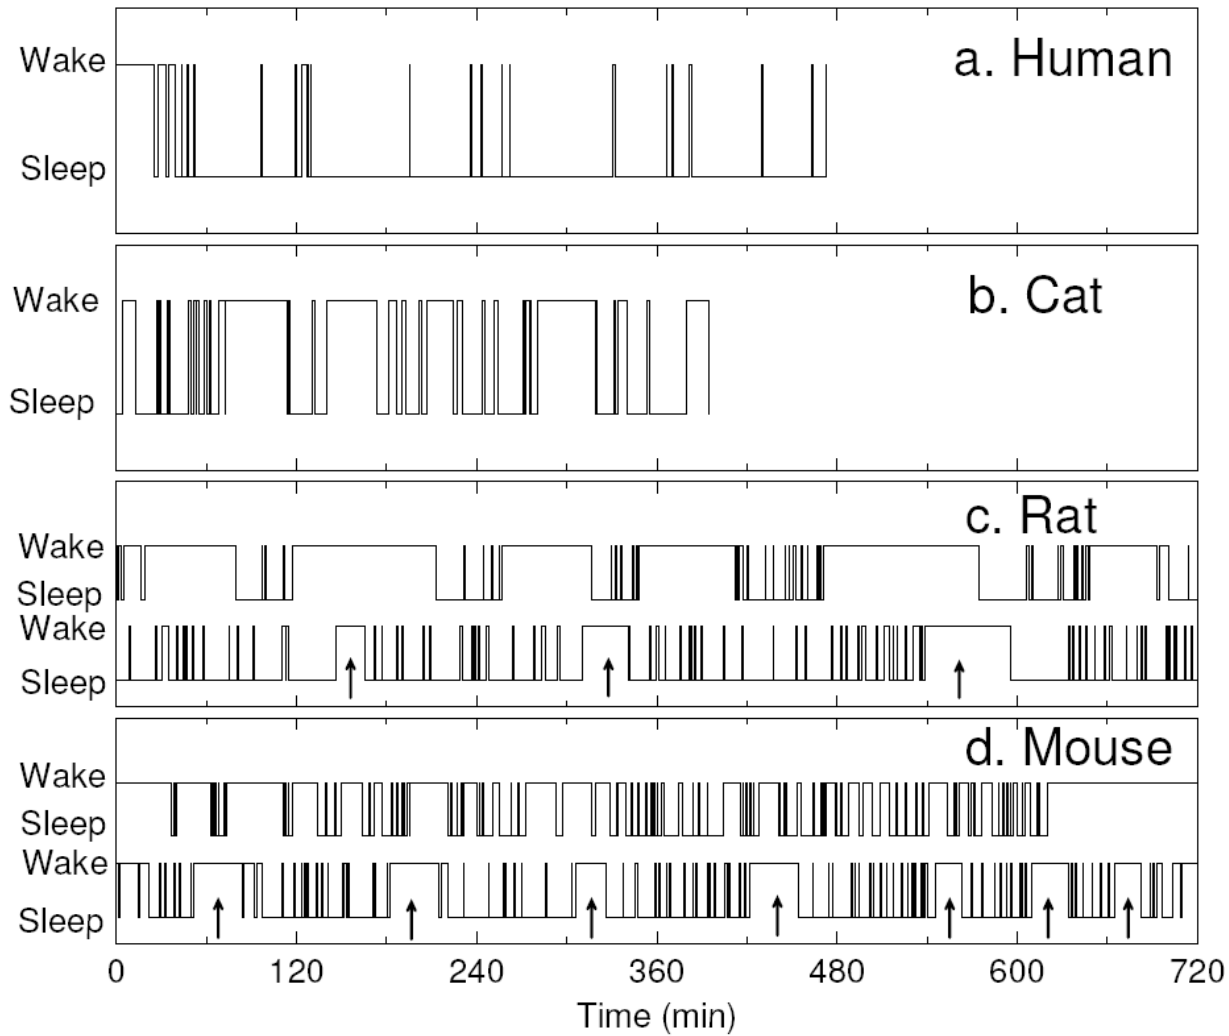 a. Human
Wake
Sleep
b. Cat
Wake
Sleep
c. Rat
Wake
Sleep
Wake
Sleep
d. Mouse
Wake
Sleep
Wake
Sleep
0 120 240 360 480 600 720
Time (min)